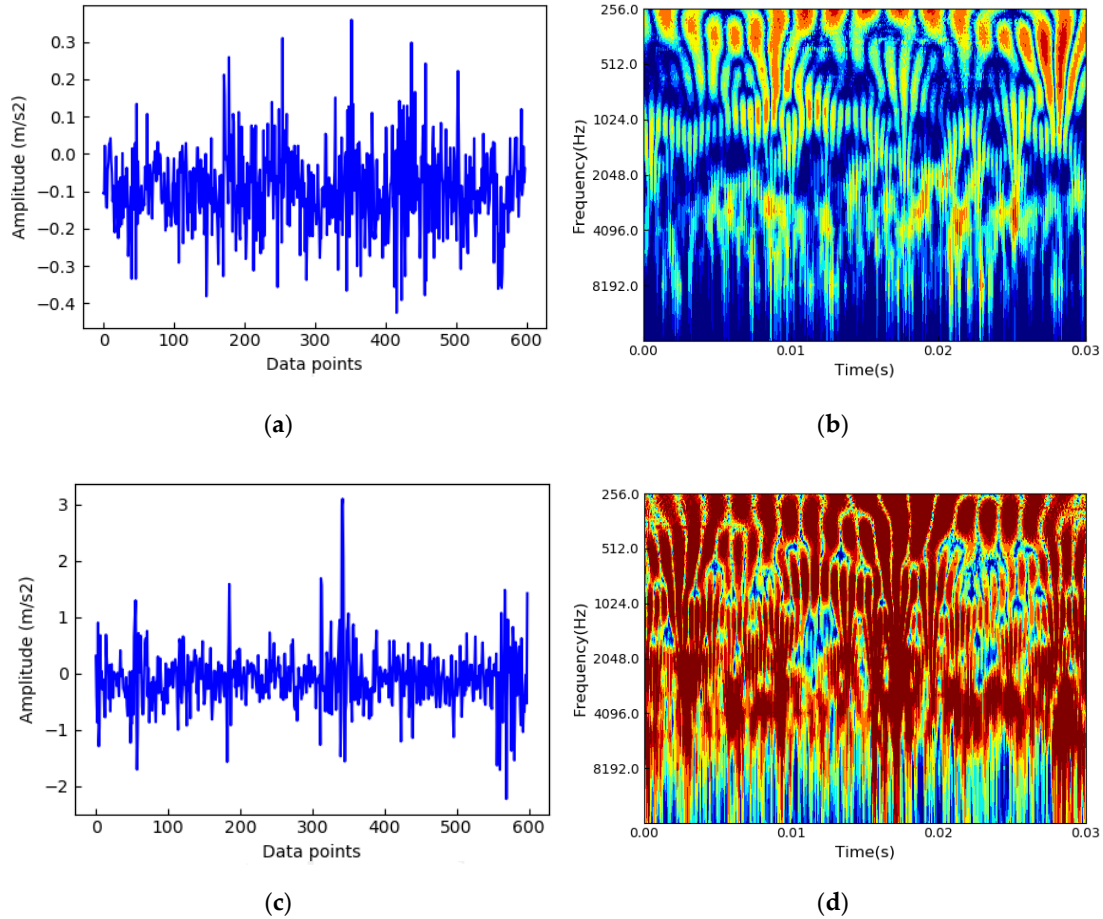 0.3
0.2
0.1
0.0
−0.1
−0.2
−0.3
−0.4
Amplitude (m/s2)
0 100 200 300 400 500 600
Data points
(a)
256.0
512.0
1024.0
2048.0
4096.0
8192.0
Frequency(Hz)
0.00 0.01 0.02 0.03
Time(s)
(b)
3
2
1
0
−1
−2
Amplitude (m/s2)
0 100 200 300 400 500 600
Data points
(c)
256.0
512.0
1024.0
2048.0
4096.0
8192.0
Frequency(Hz)
0.00 0.01 0.02 0.03
Time(s)
(d)